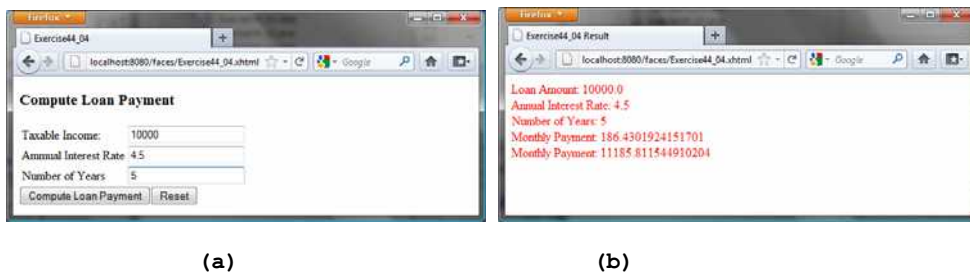 Firefox
Exercise44_04
+
localhost:8080/faces/Exercise44_04.xhtml
Google
Compute Loan Payment
Taxable Income: 10000
Ammual Interest Rate 4.5
Number of Years 5
Compute Loan Payment Reset
(a)
Firefox
Exercise44_04 Result
+
localhost:8080/faces/Exercise44_04.xhtml
Google
Loan Amount: 10000.0
Annual Interest Rate: 4.5
Number of Years: 5
Monthly Payment: 186.4301924151701
Monthly Payment: 11185.811544910204
(b)